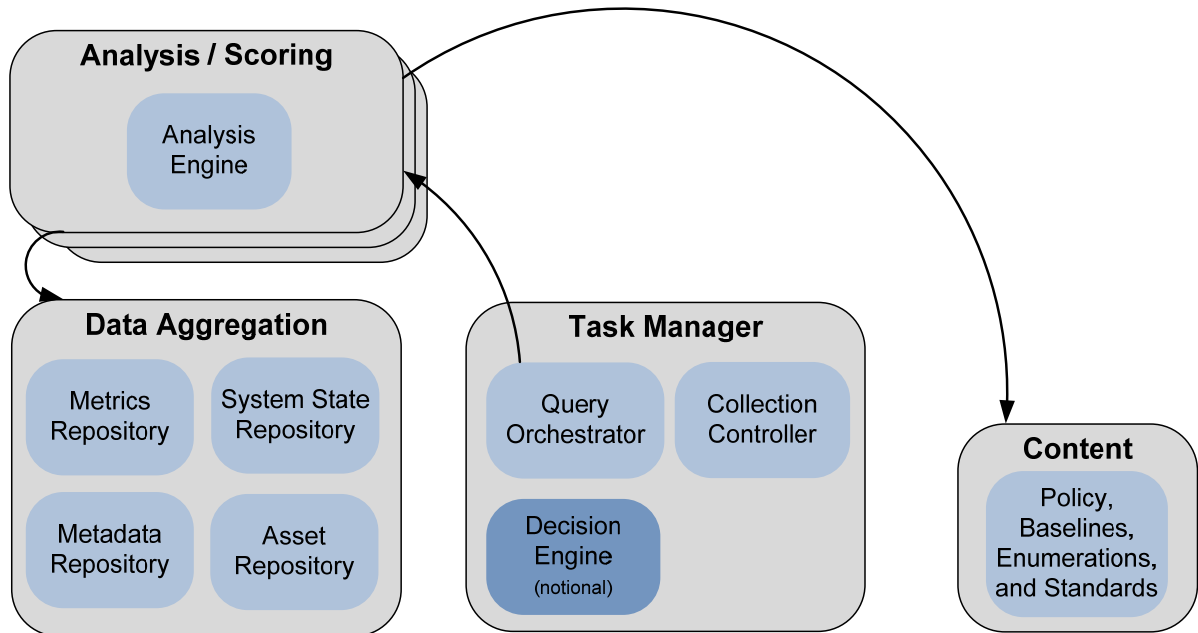 Analysis / Scoring
Analysis
Engine
Data Aggregation
Metrics
Repository
System State
Repository
Metadata
Repository
Asset
Repository
Task Manager
Query
Orchestrator
Collection
Controller
Decision
Engine
(notional)
Content
Policy,
Baselines,
Enumerations,
and Standards